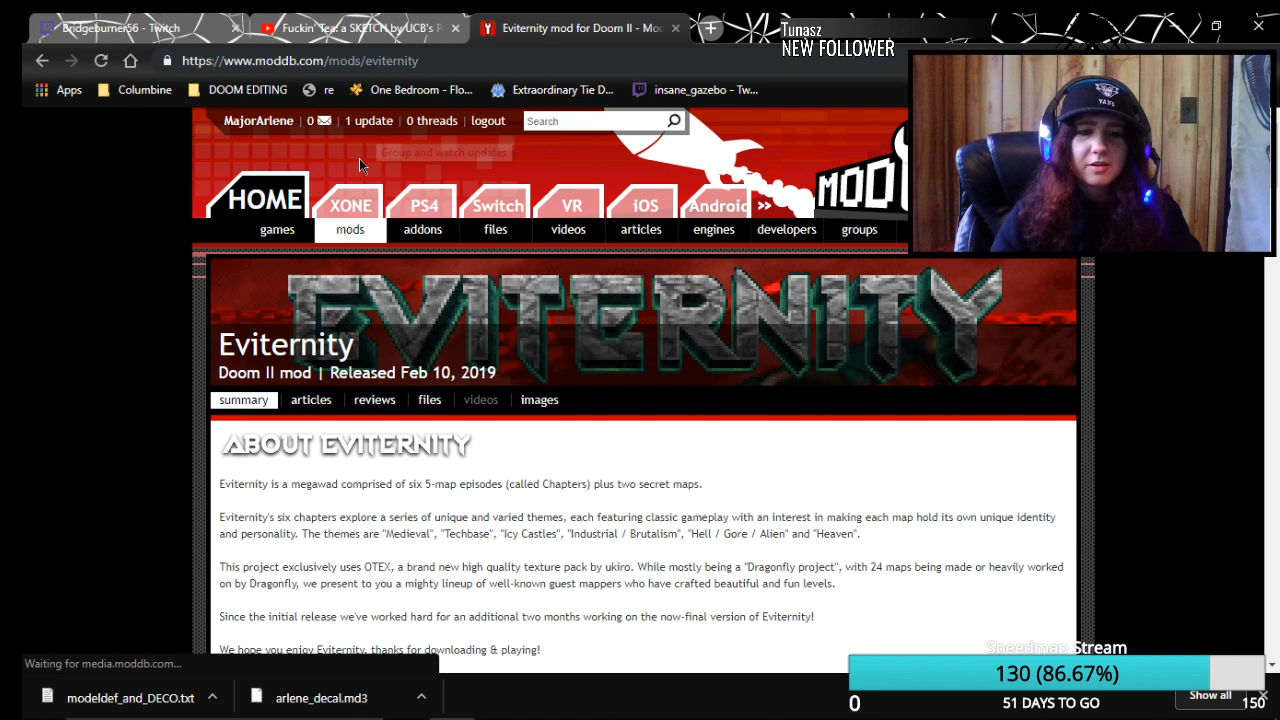 Bridgeburner56 - Twitch
Fuckin' Tea: a SKETCH by UCB's P
Eviternity mod for Doom II - Moc
Tunasz
NEW FOLLOWER
https://www.moddb.com/mods/eviternity
Apps
Columbine
DOOM EDITING
re
One Bedroom - Flo...
Extraordinary Tie D...
insane_gazebo - Tw...
MajorArlene | 0 | 1 update | 0 threads | logout
Search
Group and watch updates
HOME XONE PS4 Switch VR iOS Android »
MOD
games mods addons files videos articles engines developers groups
EVITERNITY
Eviternity
Doom II mod | Released Feb 10, 2019
summary articles reviews files videos images
ABOUT EVITERNITY
Eviternity is a megawad comprised of six 5-map episodes (called Chapters) plus two secret maps.
Eviternity's six chapters explore a series of unique and varied themes, each featuring classic gameplay with an interest in making each map hold its own unique identity
and personality. The themes are "Medieval", "Techbase", "Icy Castles", "Industrial / Brutalism", "Hell / Gore / Alien" and "Heaven".
This project exclusively uses OTEX, a brand new high quality texture pack by ukiro. While mostly being a "Dragonfly project", with 24 maps being made or heavily worked
on by Dragonfly, we present to you a mighty lineup of well-known guest mappers who have crafted beautiful and fun levels.
Since the initial release we've worked hard for an additional two months working on the now-final version of Eviternity!
We hope you enjoy Eviternity, thanks for downloading & playing!
VANS
Speedmap Stream
130 (86.67%)
0 51 DAYS TO GO 150
Waiting for media.moddb.com...
modeldef_and_DECO.txt
arlene_decal.md3
Show all